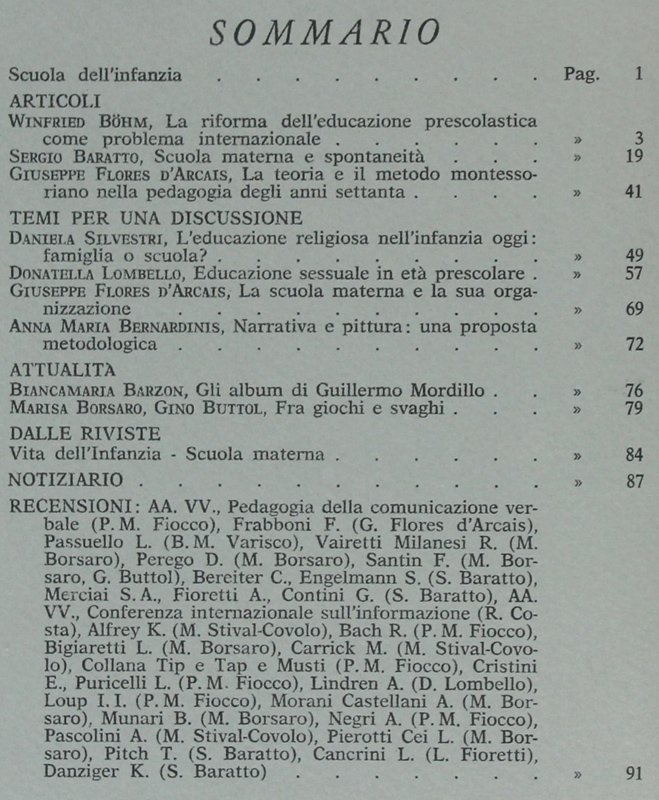 SOMMARIO
Scuola dell'infanzia . . . . . . . . . Pag. 1
ARTICOLI
WINFRIED BÖHM, La riforma dell'educazione prescolastica
come problema internazionale . . . . . . » 3
SERGIO BARATTO, Scuola materna e spontaneità . . . » 19
GIUSEPPE FLORES D'ARCAIS, La teoria e il metodo montesso-
riano nella pedagogia degli anni settanta . . . . » 41
TEMI PER UNA DISCUSSIONE
DANIELA SILVESTRI, L'educazione religiosa nell'infanzia oggi:
famiglia o scuola? . . . . . . . . . » 49
DONATELLA LOMBELLO, Educazione sessuale in età prescolare . » 57
GIUSEPPE FLORES D'ARCAIS, La scuola materna e la sua orga-
nizzazione . . . . . . . . . » 69
ANNA MARIA BERNARDINIS, Narrativa e pittura: una proposta
metodologica . . . . . . . . . » 72
ATTUALITÀ
BIANCAMARIA BARZON, Gli album di Guillermo Mordillo . . » 76
MARISA BORSARO, GINO BUTTOL, Fra giochi e svaghi . . . » 79
DALLE RIVISTE
Vita dell'Infanzia - Scuola materna . . . . . . » 84
NOTIZIARIO . . . . . . . . . . . » 87
RECENSIONI: AA. VV., Pedagogia della comunicazione ver-
bale (P. M. Fiocco), Frabboni F. (G. Flores d'Arcais),
Passuello L. (B. M. Varisco), Vairetti Milanesi R. (M.
Borsaro), Perego D. (M. Borsaro), Santin F. (M. Bor-
saro, G. Buttol), Bereiter C., Engelmann S. (S. Baratto),
Merciai S. A., Fioretti A., Contini G. (S. Baratto), AA.
VV., Conferenza internazionale sull'informazione (R. Co-
sta), Alfrey K. (M. Stival-Covolo), Bach R. (P. M. Fiocco),
Bigiaretti L. (M. Borsaro), Carrick M. (M. Stival-Covo-
lo), Collana Tip e Tap e Musti (P. M. Fiocco), Cristini
E., Puricelli L. (P. M. Fiocco), Lindren A. (D. Lombello),
Loup I. I. (P. M. Fiocco), Morani Castellani A. (M. Bor-
saro), Munari B. (M. Borsaro), Negri A. (P. M. Fiocco),
Pascolini A. (M. Stival-Covolo), Pierotti Cei L. (M. Bor-
saro), Pitch T. (S. Baratto), Cancrini L. (L. Fioretti),
Danziger K. (S. Baratto) . . . . . . . » 91